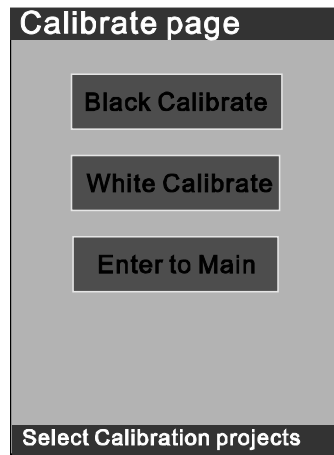 Calibrate page
Black Calibrate
White Calibrate
Enter to Main
Select Calibration projects